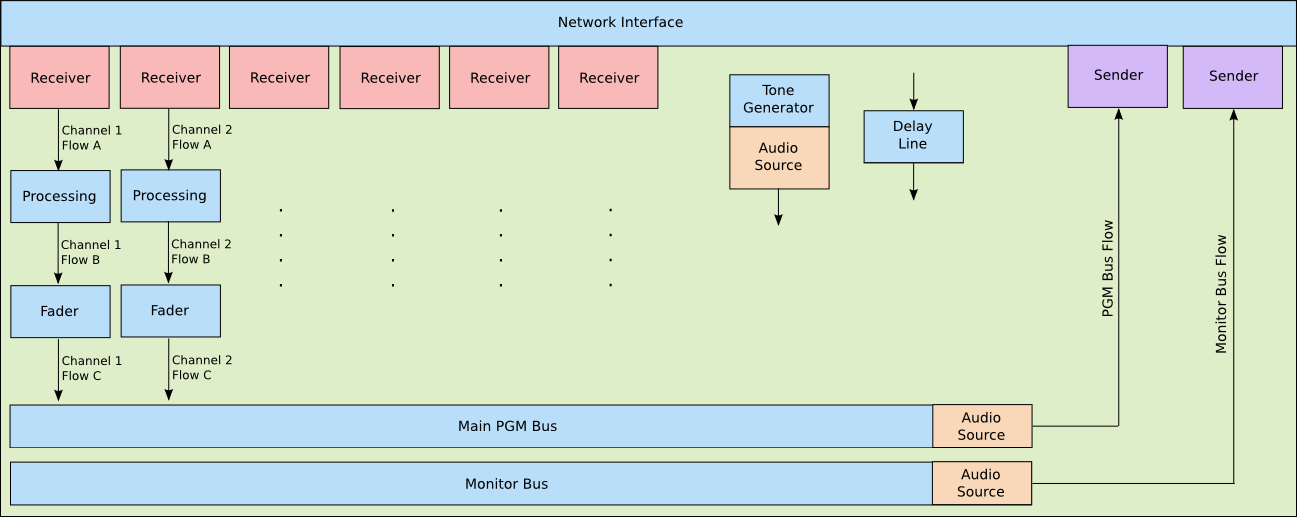 Network Interface
Receiver
Receiver
Receiver
Receiver
Receiver
Receiver
Sender
Sender
Tone
Generator
Audio
Source
Delay
Line
Channel 1
Flow A
Channel 2
Flow A
Processing
Processing
Channel 1
Flow B
Channel 2
Flow B
Fader
Fader
Channel 1
Flow C
Channel 2
Flow C
PGM Bus Flow
Monitor Bus Flow
Main PGM Bus
Audio
Source
Monitor Bus
Audio
Source